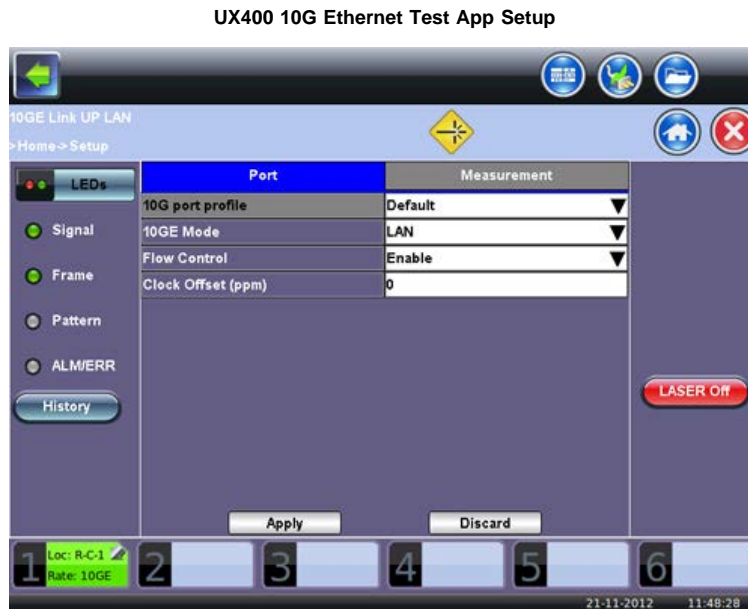 UX400 10G Ethernet Test App Setup
10GE Link UP LAN
>Home->Setup
LEDs
Port Measurement
10G port profile Default
Signal
10GE Mode LAN
Flow Control Enable
Frame
Clock Offset (ppm) 0
Pattern
ALM/ERR
History
LASER Off
Apply Discard
1 Loc: R-C-1 2 3 4 5 6
Rate: 10GE
21-11-2012 11:48:28